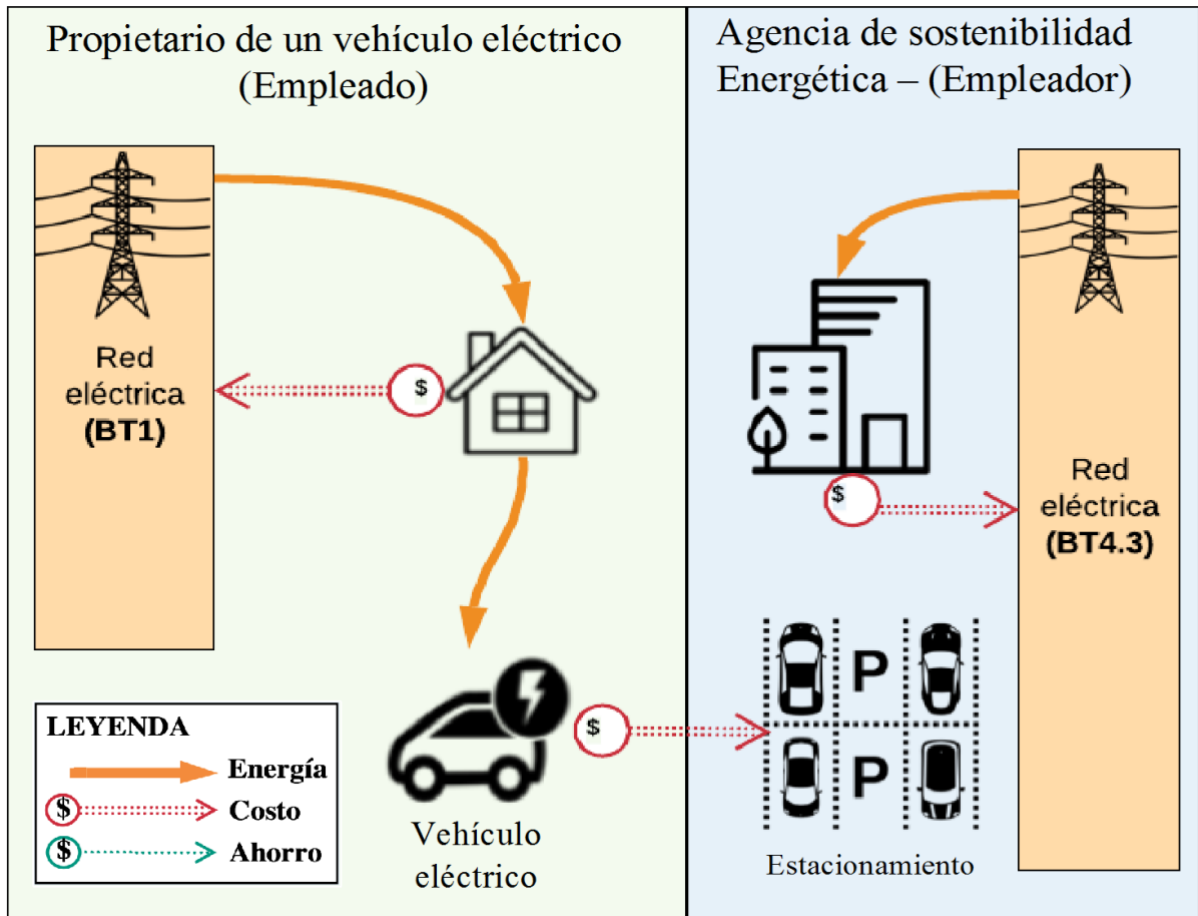 Propietario de un vehículo eléctrico
(Empleado)
Agencia de sostenibilidad
Energética – (Empleador)
Red
eléctrica
(BT1)
$
$
Red
eléctrica
(BT4.3)
$
P
P
LEYENDA
Energía
$ Costo
$ Ahorro
Vehículo
eléctrico
Estacionamiento